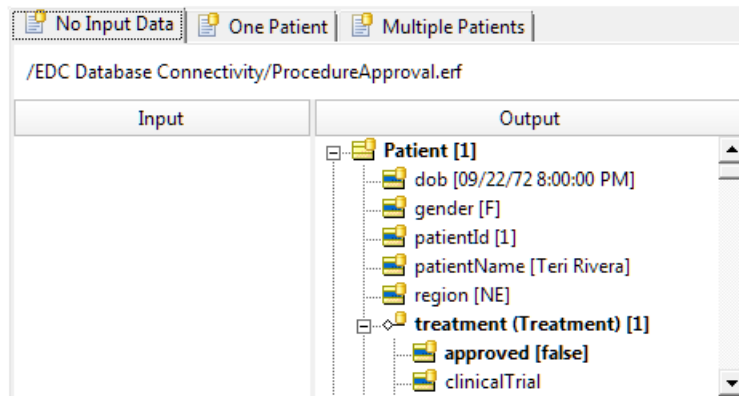 No Input Data One Patient Multiple Patients
/EDC Database Connectivity/ProcedureApproval.erf
Input Output
Patient [1]
dob [09/22/72 8:00:00 PM]
gender [F]
patientId [1]
patientName [Teri Rivera]
region [NE]
treatment (Treatment) [1]
approved [false]
clinicalTrial